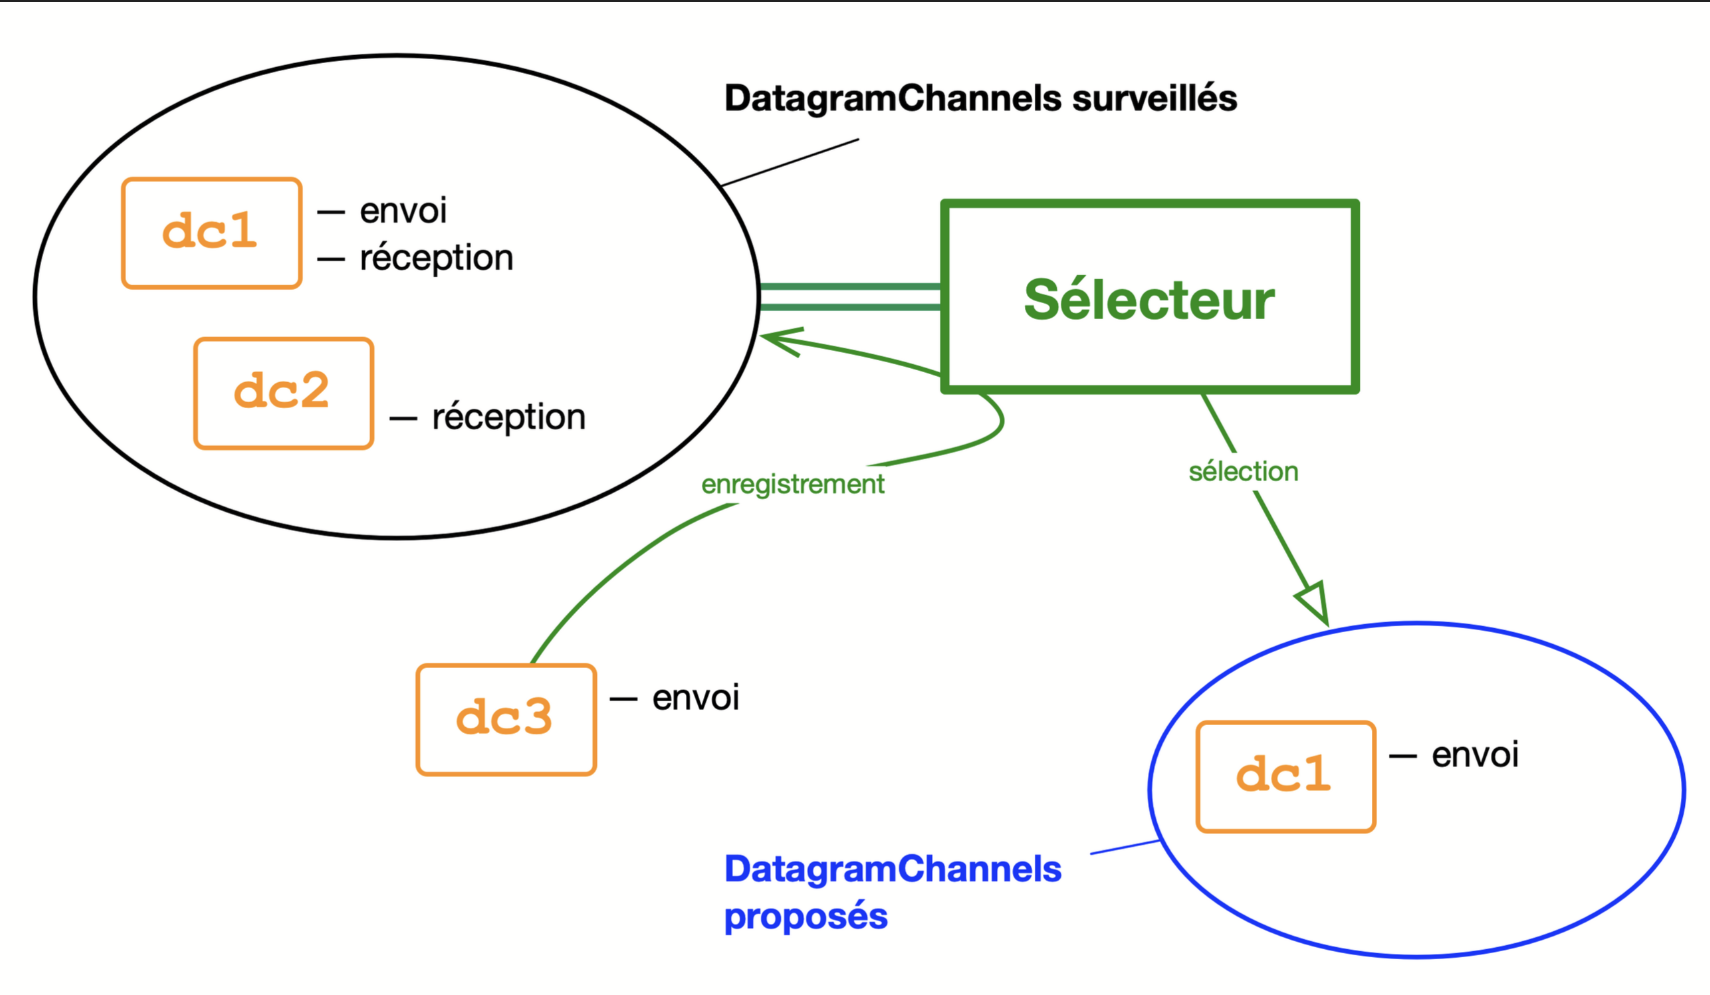 DatagramChannels surveillés
dc1
— envoi
— réception
Sélecteur
dc2
— réception
enregistrement
sélection
dc3
— envoi
dc1
— envoi
DatagramChannels
proposés